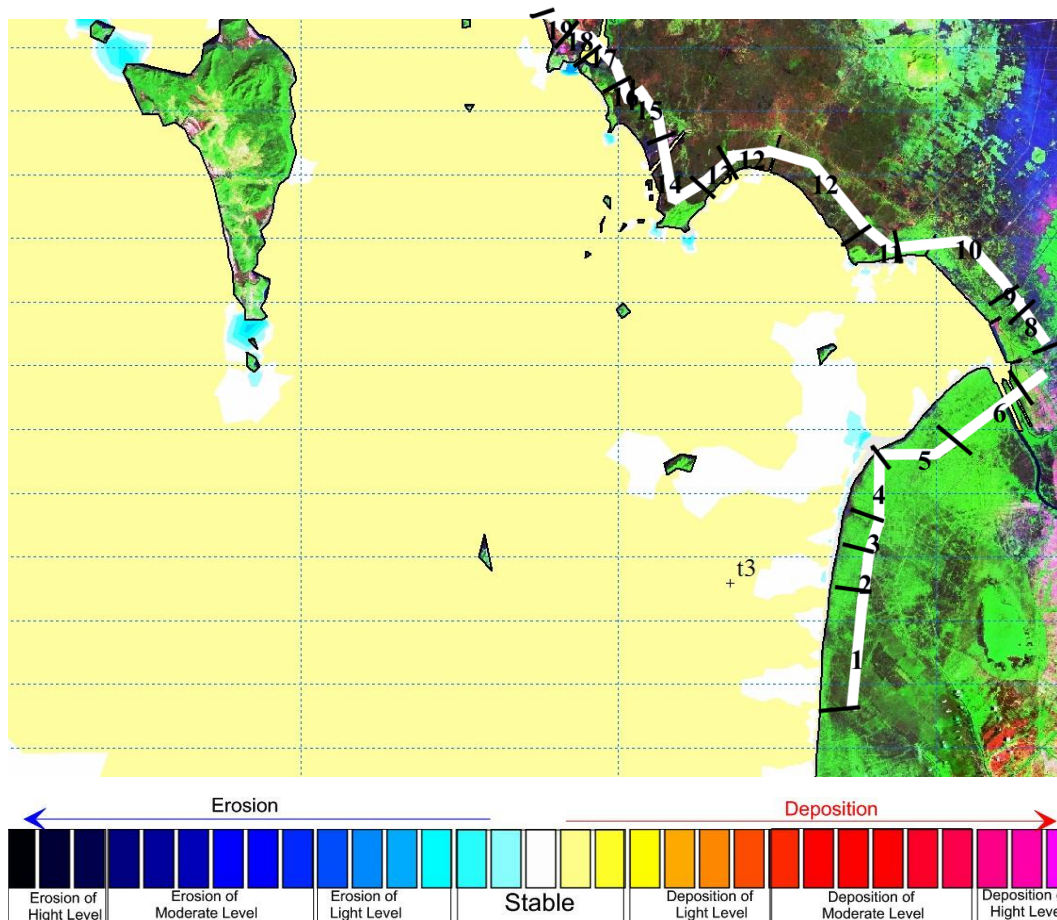 19
18
17
16
15
14
13
12
12
11
10
9
8
6
5
4
3
t3
2
1
Erosion
Deposition
Erosion of
Hight Level
Erosion of
Moderate Level
Erosion of
Light Level
Stable
Deposition of
Light Level
Deposition of
Moderate Level
Deposition of
Hight Level